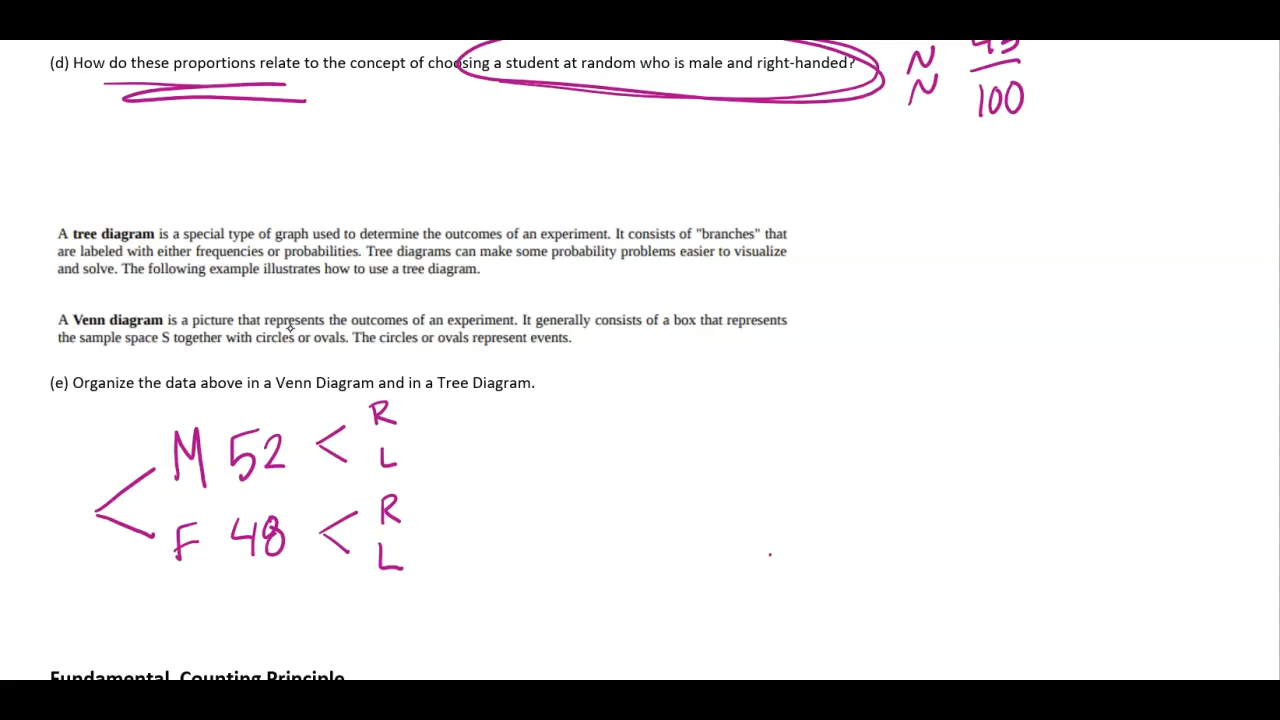 (d) How do these proportions relate to the concept of choosing a student at random who is male and right-handed?
≈
100
A tree diagram is a special type of graph used to determine the outcomes of an experiment. It consists of "branches" that
are labeled with either frequencies or probabilities. Tree diagrams can make some probability problems easier to visualize
and solve. The following example illustrates how to use a tree diagram.
A Venn diagram is a picture that represents the outcomes of an experiment. It generally consists of a box that represents
the sample space S together with circles or ovals. The circles or ovals represent events.
(e) Organize the data above in a Venn Diagram and in a Tree Diagram.
R
M 52 <
L
R
F 48 <
L
Fundamental Counting Principle